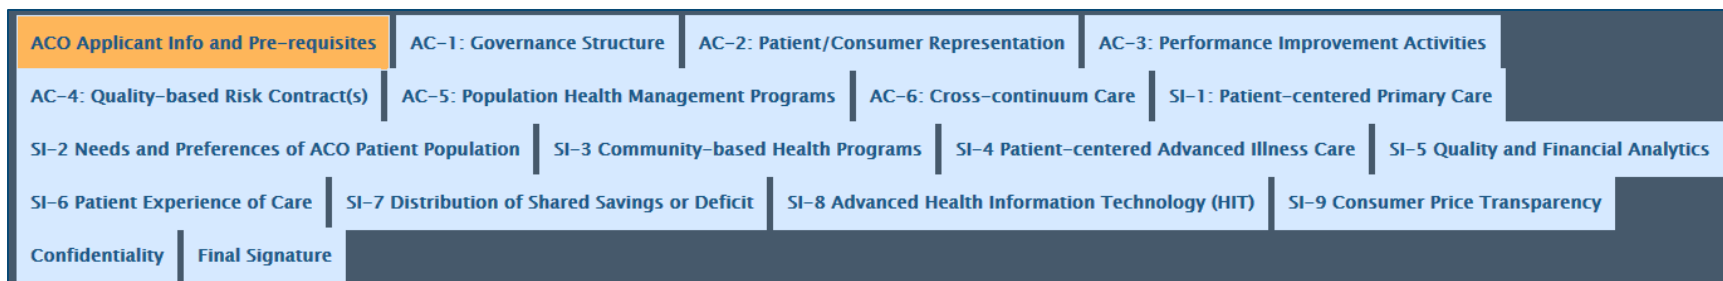 ACO Applicant Info and Pre-requisites AC-1: Governance Structure AC-2: Patient/Consumer Representation AC-3: Performance Improvement Activities
AC-4: Quality-based Risk Contract(s) AC-5: Population Health Management Programs AC-6: Cross-continuum Care SI-1: Patient-centered Primary Care
SI-2 Needs and Preferences of ACO Patient Population SI-3 Community-based Health Programs SI-4 Patient-centered Advanced Illness Care SI-5 Quality and Financial Analytics
SI-6 Patient Experience of Care SI-7 Distribution of Shared Savings or Deficit SI-8 Advanced Health Information Technology (HIT) SI-9 Consumer Price Transparency
Confidentiality Final Signature